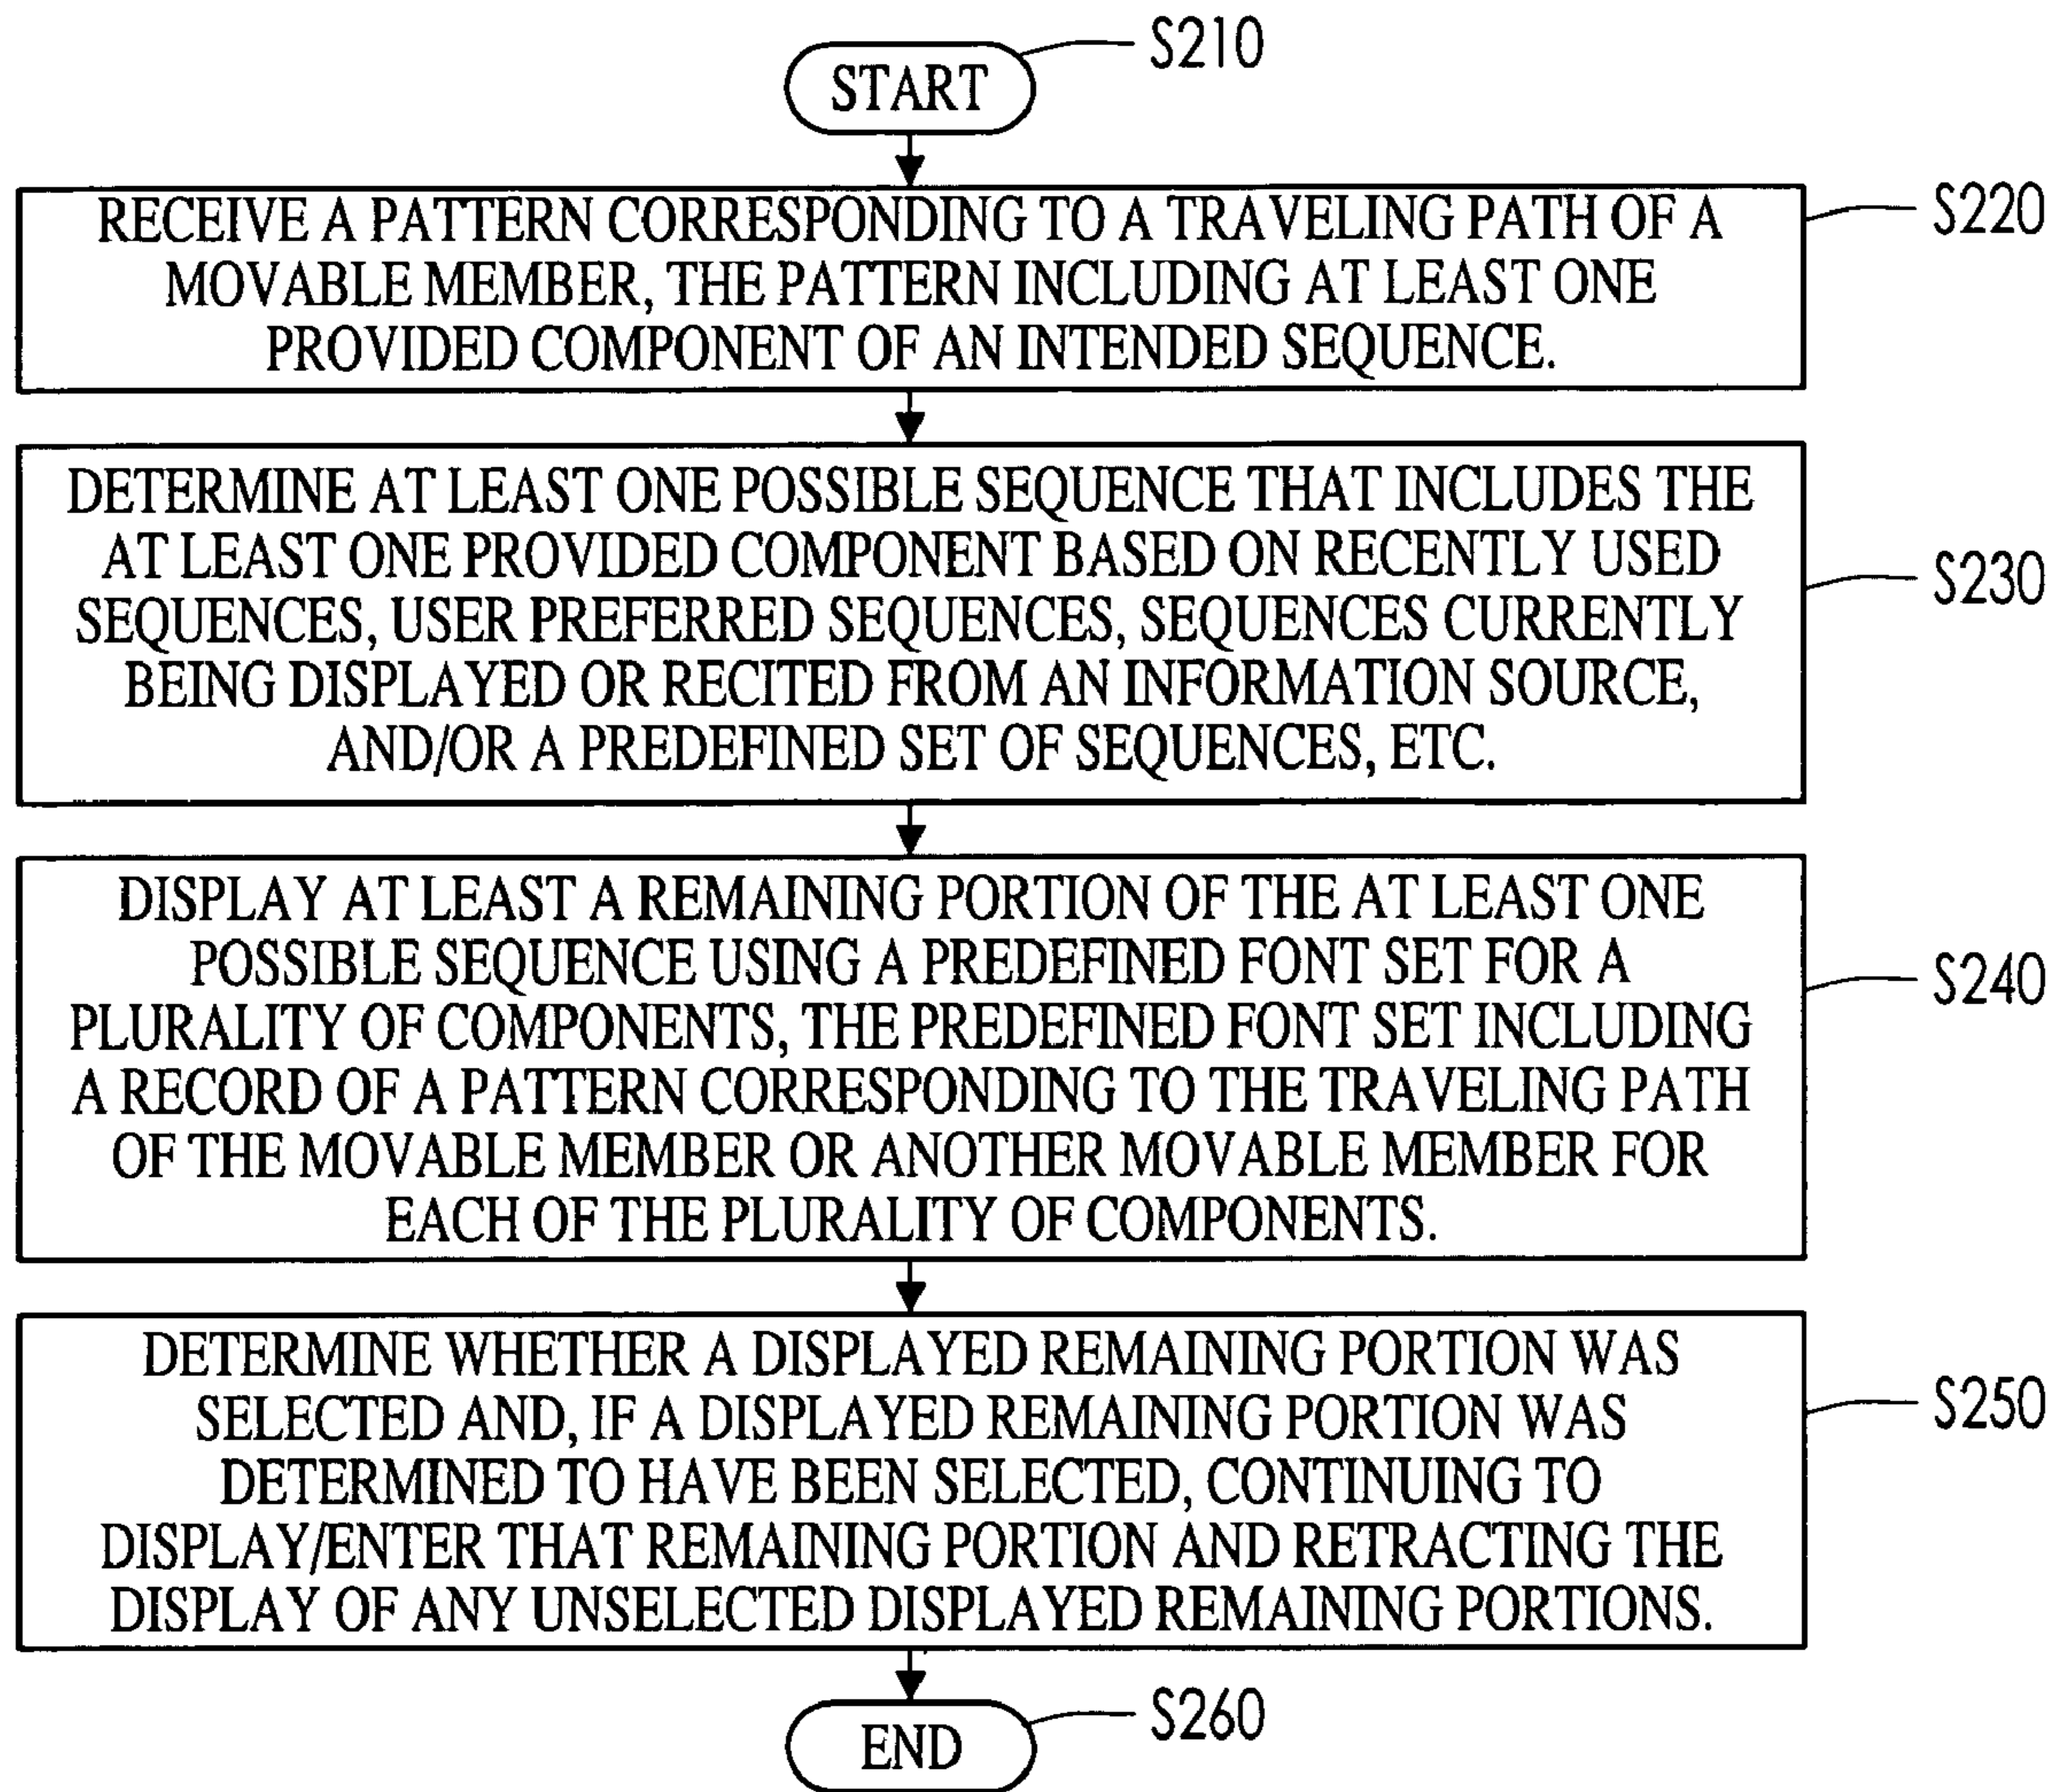 START
S210
RECEIVE A PATTERN CORRESPONDING TO A TRAVELING PATH OF A
MOVABLE MEMBER, THE PATTERN INCLUDING AT LEAST ONE
PROVIDED COMPONENT OF AN INTENDED SEQUENCE.
S220
DETERMINE AT LEAST ONE POSSIBLE SEQUENCE THAT INCLUDES THE
AT LEAST ONE PROVIDED COMPONENT BASED ON RECENTLY USED
SEQUENCES, USER PREFERRED SEQUENCES, SEQUENCES CURRENTLY
BEING DISPLAYED OR RECITED FROM AN INFORMATION SOURCE,
AND/OR A PREDEFINED SET OF SEQUENCES, ETC.
S230
DISPLAY AT LEAST A REMAINING PORTION OF THE AT LEAST ONE
POSSIBLE SEQUENCE USING A PREDEFINED FONT SET FOR A
PLURALITY OF COMPONENTS, THE PREDEFINED FONT SET INCLUDING
A RECORD OF A PATTERN CORRESPONDING TO THE TRAVELING PATH
OF THE MOVABLE MEMBER OR ANOTHER MOVABLE MEMBER FOR
EACH OF THE PLURALITY OF COMPONENTS.
S240
DETERMINE WHETHER A DISPLAYED REMAINING PORTION WAS
SELECTED AND, IF A DISPLAYED REMAINING PORTION WAS
DETERMINED TO HAVE BEEN SELECTED, CONTINUING TO
DISPLAY/ENTER THAT REMAINING PORTION AND RETRACTING THE
DISPLAY OF ANY UNSELECTED DISPLAYED REMAINING PORTIONS.
S250
END
S260